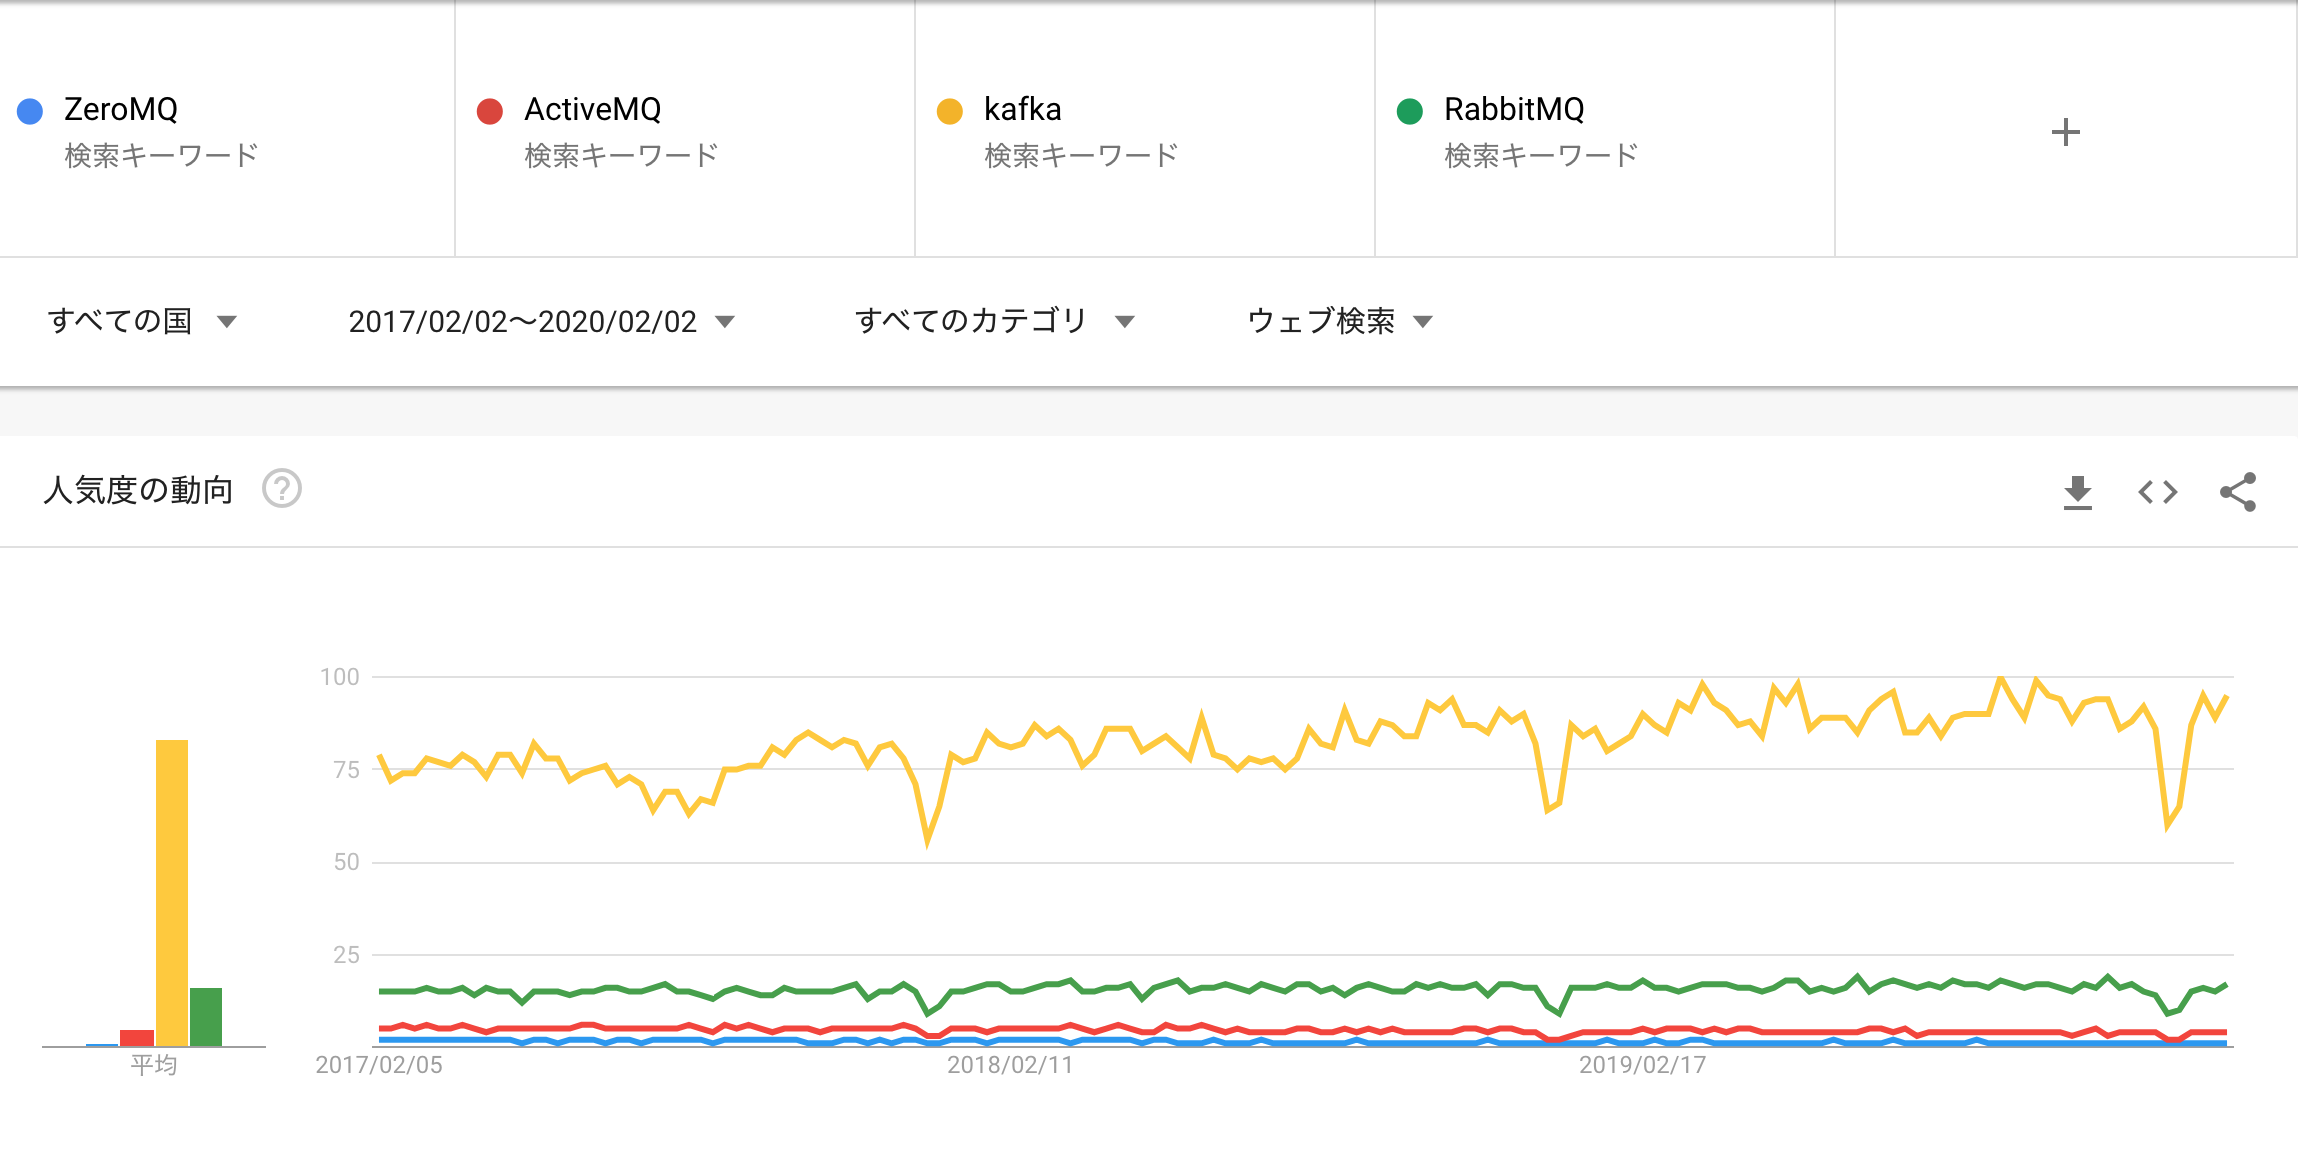 ZeroMQ
検索キーワード
ActiveMQ
検索キーワード
kafka
検索キーワード
RabbitMQ
検索キーワード
+
すべての国
2017/02/02～2020/02/02
すべてのカテゴリ
ウェブ検索
人気度の動向
?
100
75
50
25
平均
2017/02/05
2018/02/11
2019/02/17